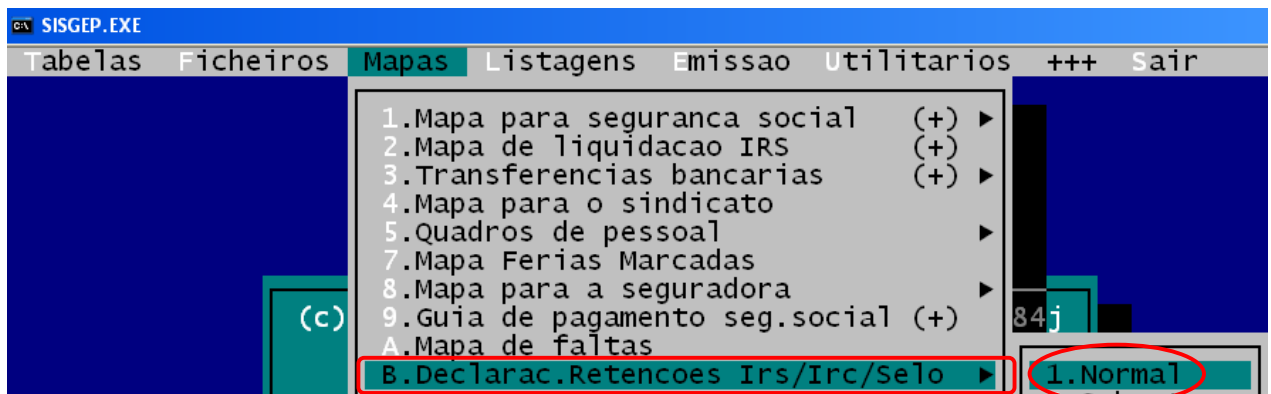 SISGEP.EXE
Tabelas Ficheiros Mapas Listagens Emissao Utilitarios +++ Sair
1.Mapa para seguranca social (+) ►
2.Mapa de liquidacao IRS (+)
3.Transferencias bancarias (+) ►
4.Mapa para o sindicato
5.Quadros de pessoal ►
7.Mapa Ferias Marcadas
8.Mapa para a seguradora ►
(c) 9.Guia de pagamento seg.social (+) 84j
A.Mapa de faltas
B.Declarac.Retencoes Irs/Irc/Selo ► 1.Normal